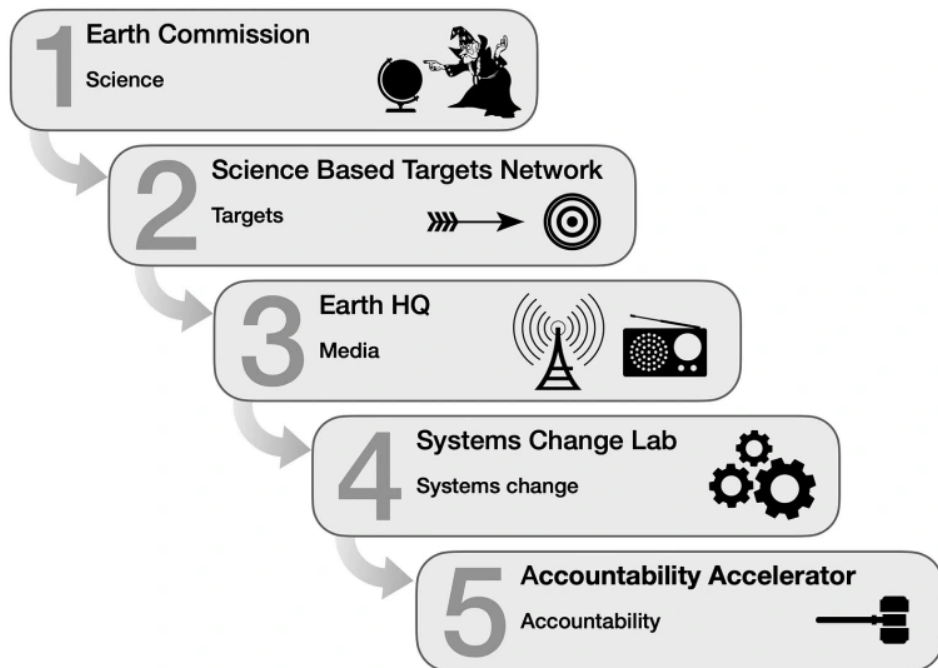 1
Earth Commission
Science
2
Science Based Targets Network
Targets
3
Earth HQ
Media
4
Systems Change Lab
Systems change
5
Accountability Accelerator
Accountability